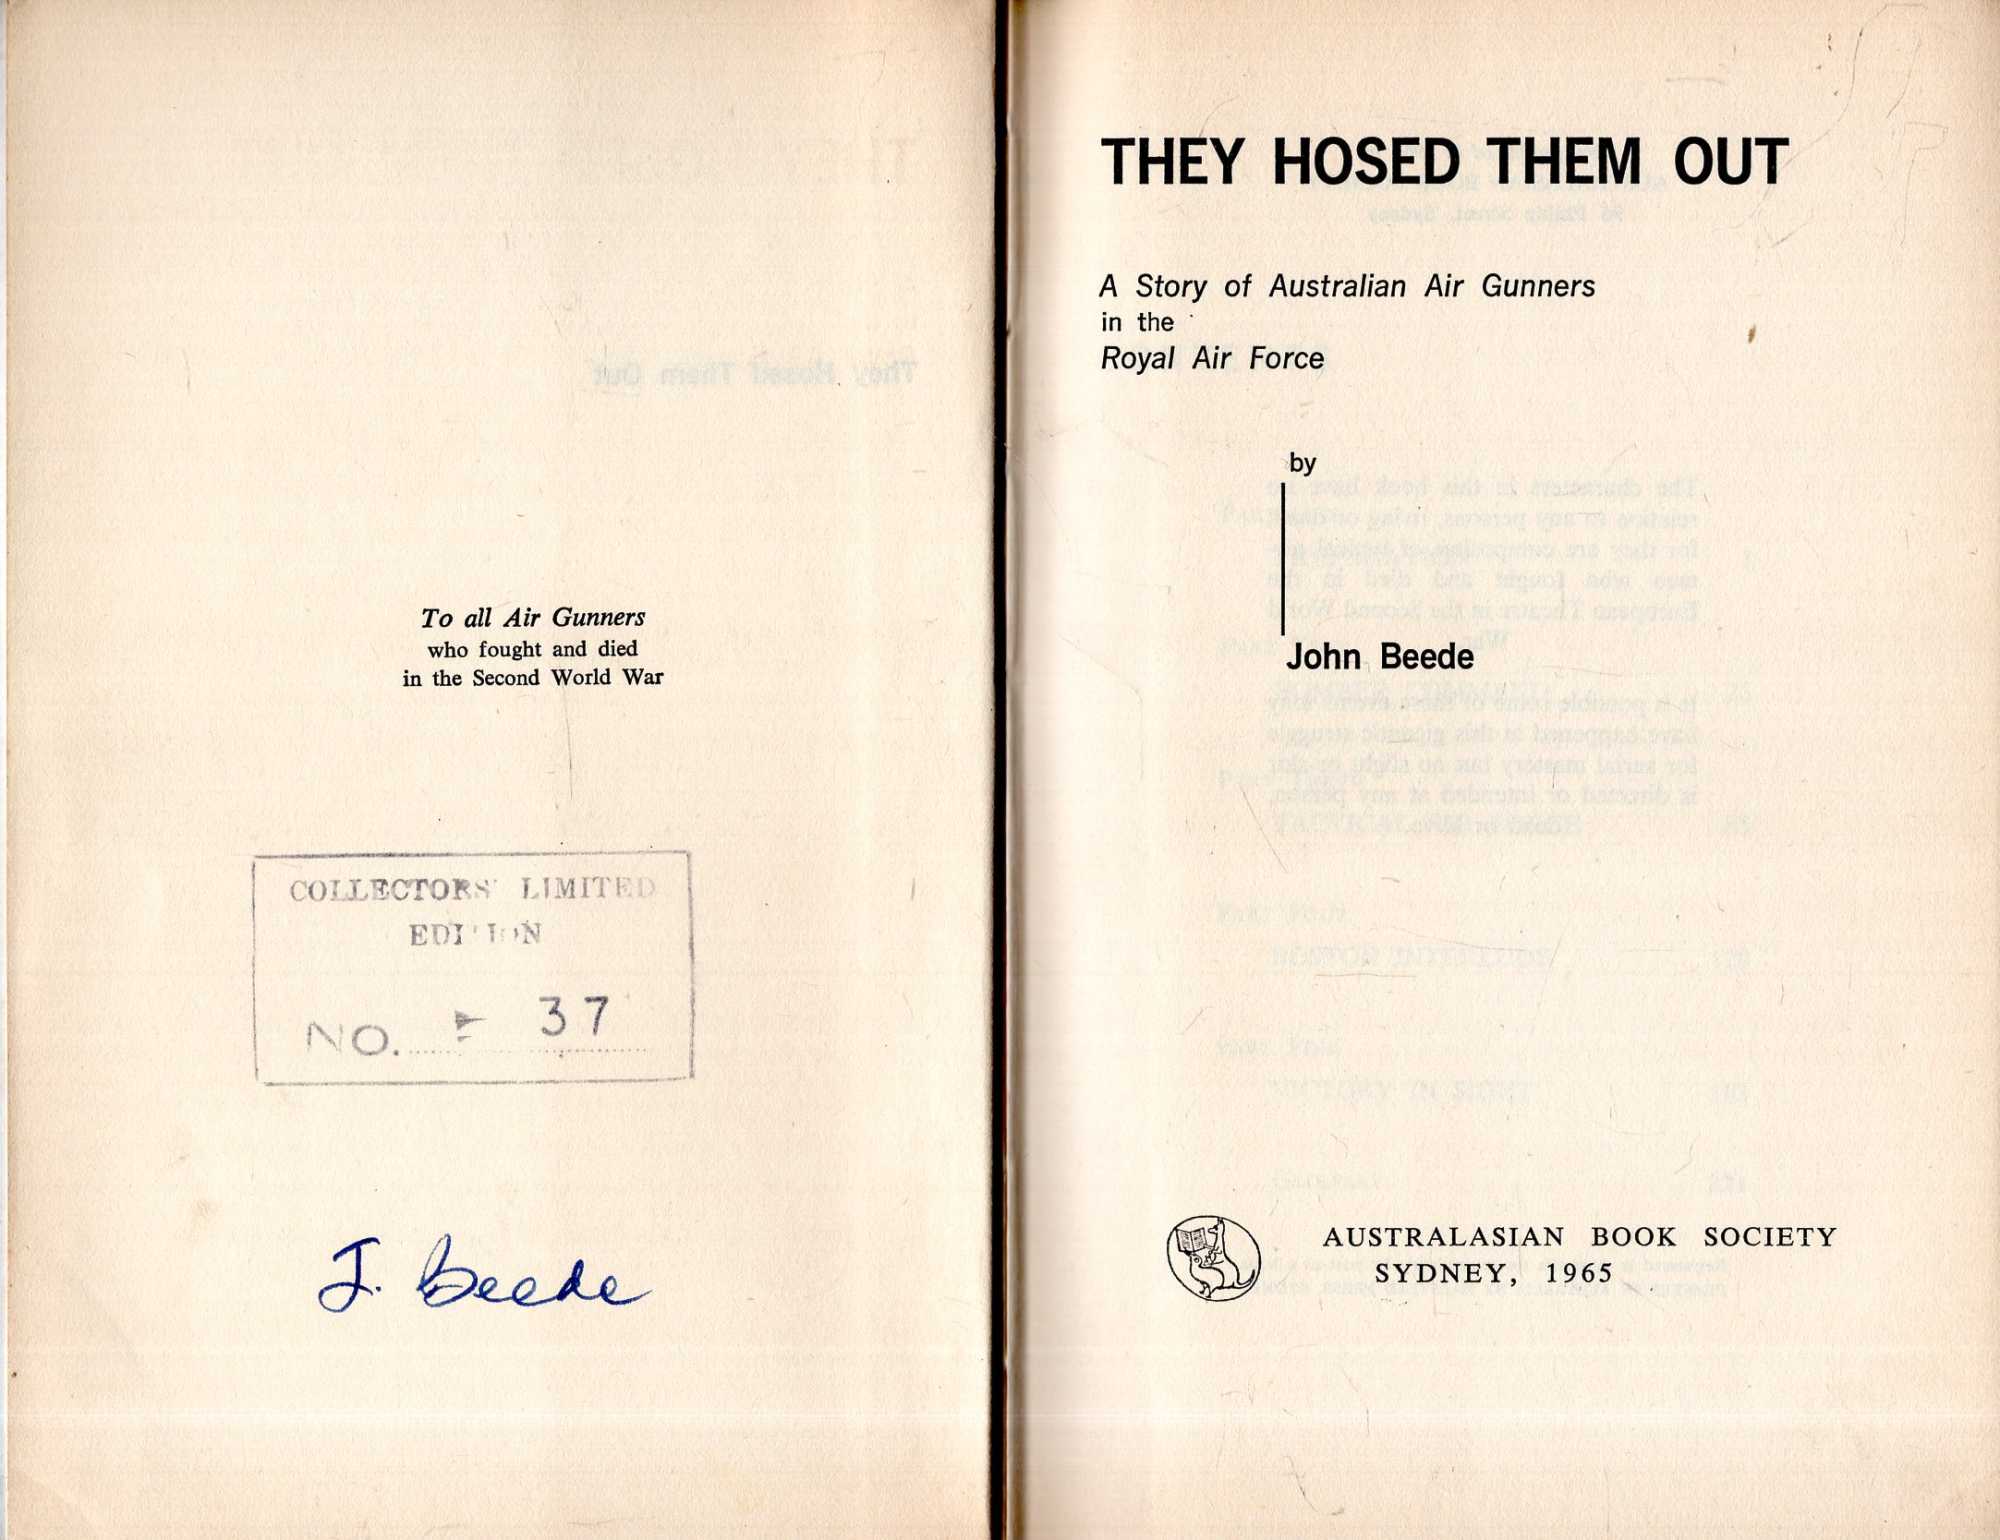 To all Air Gunners
who fought and died
in the Second World War
COLLECTORS' LIMITED
EDITION
NO. 37
J. Beede
THEY HOSED THEM OUT
A Story of Australian Air Gunners
in the
Royal Air Force
by
John Beede
AUSTRALASIAN BOOK SOCIETY
SYDNEY, 1965